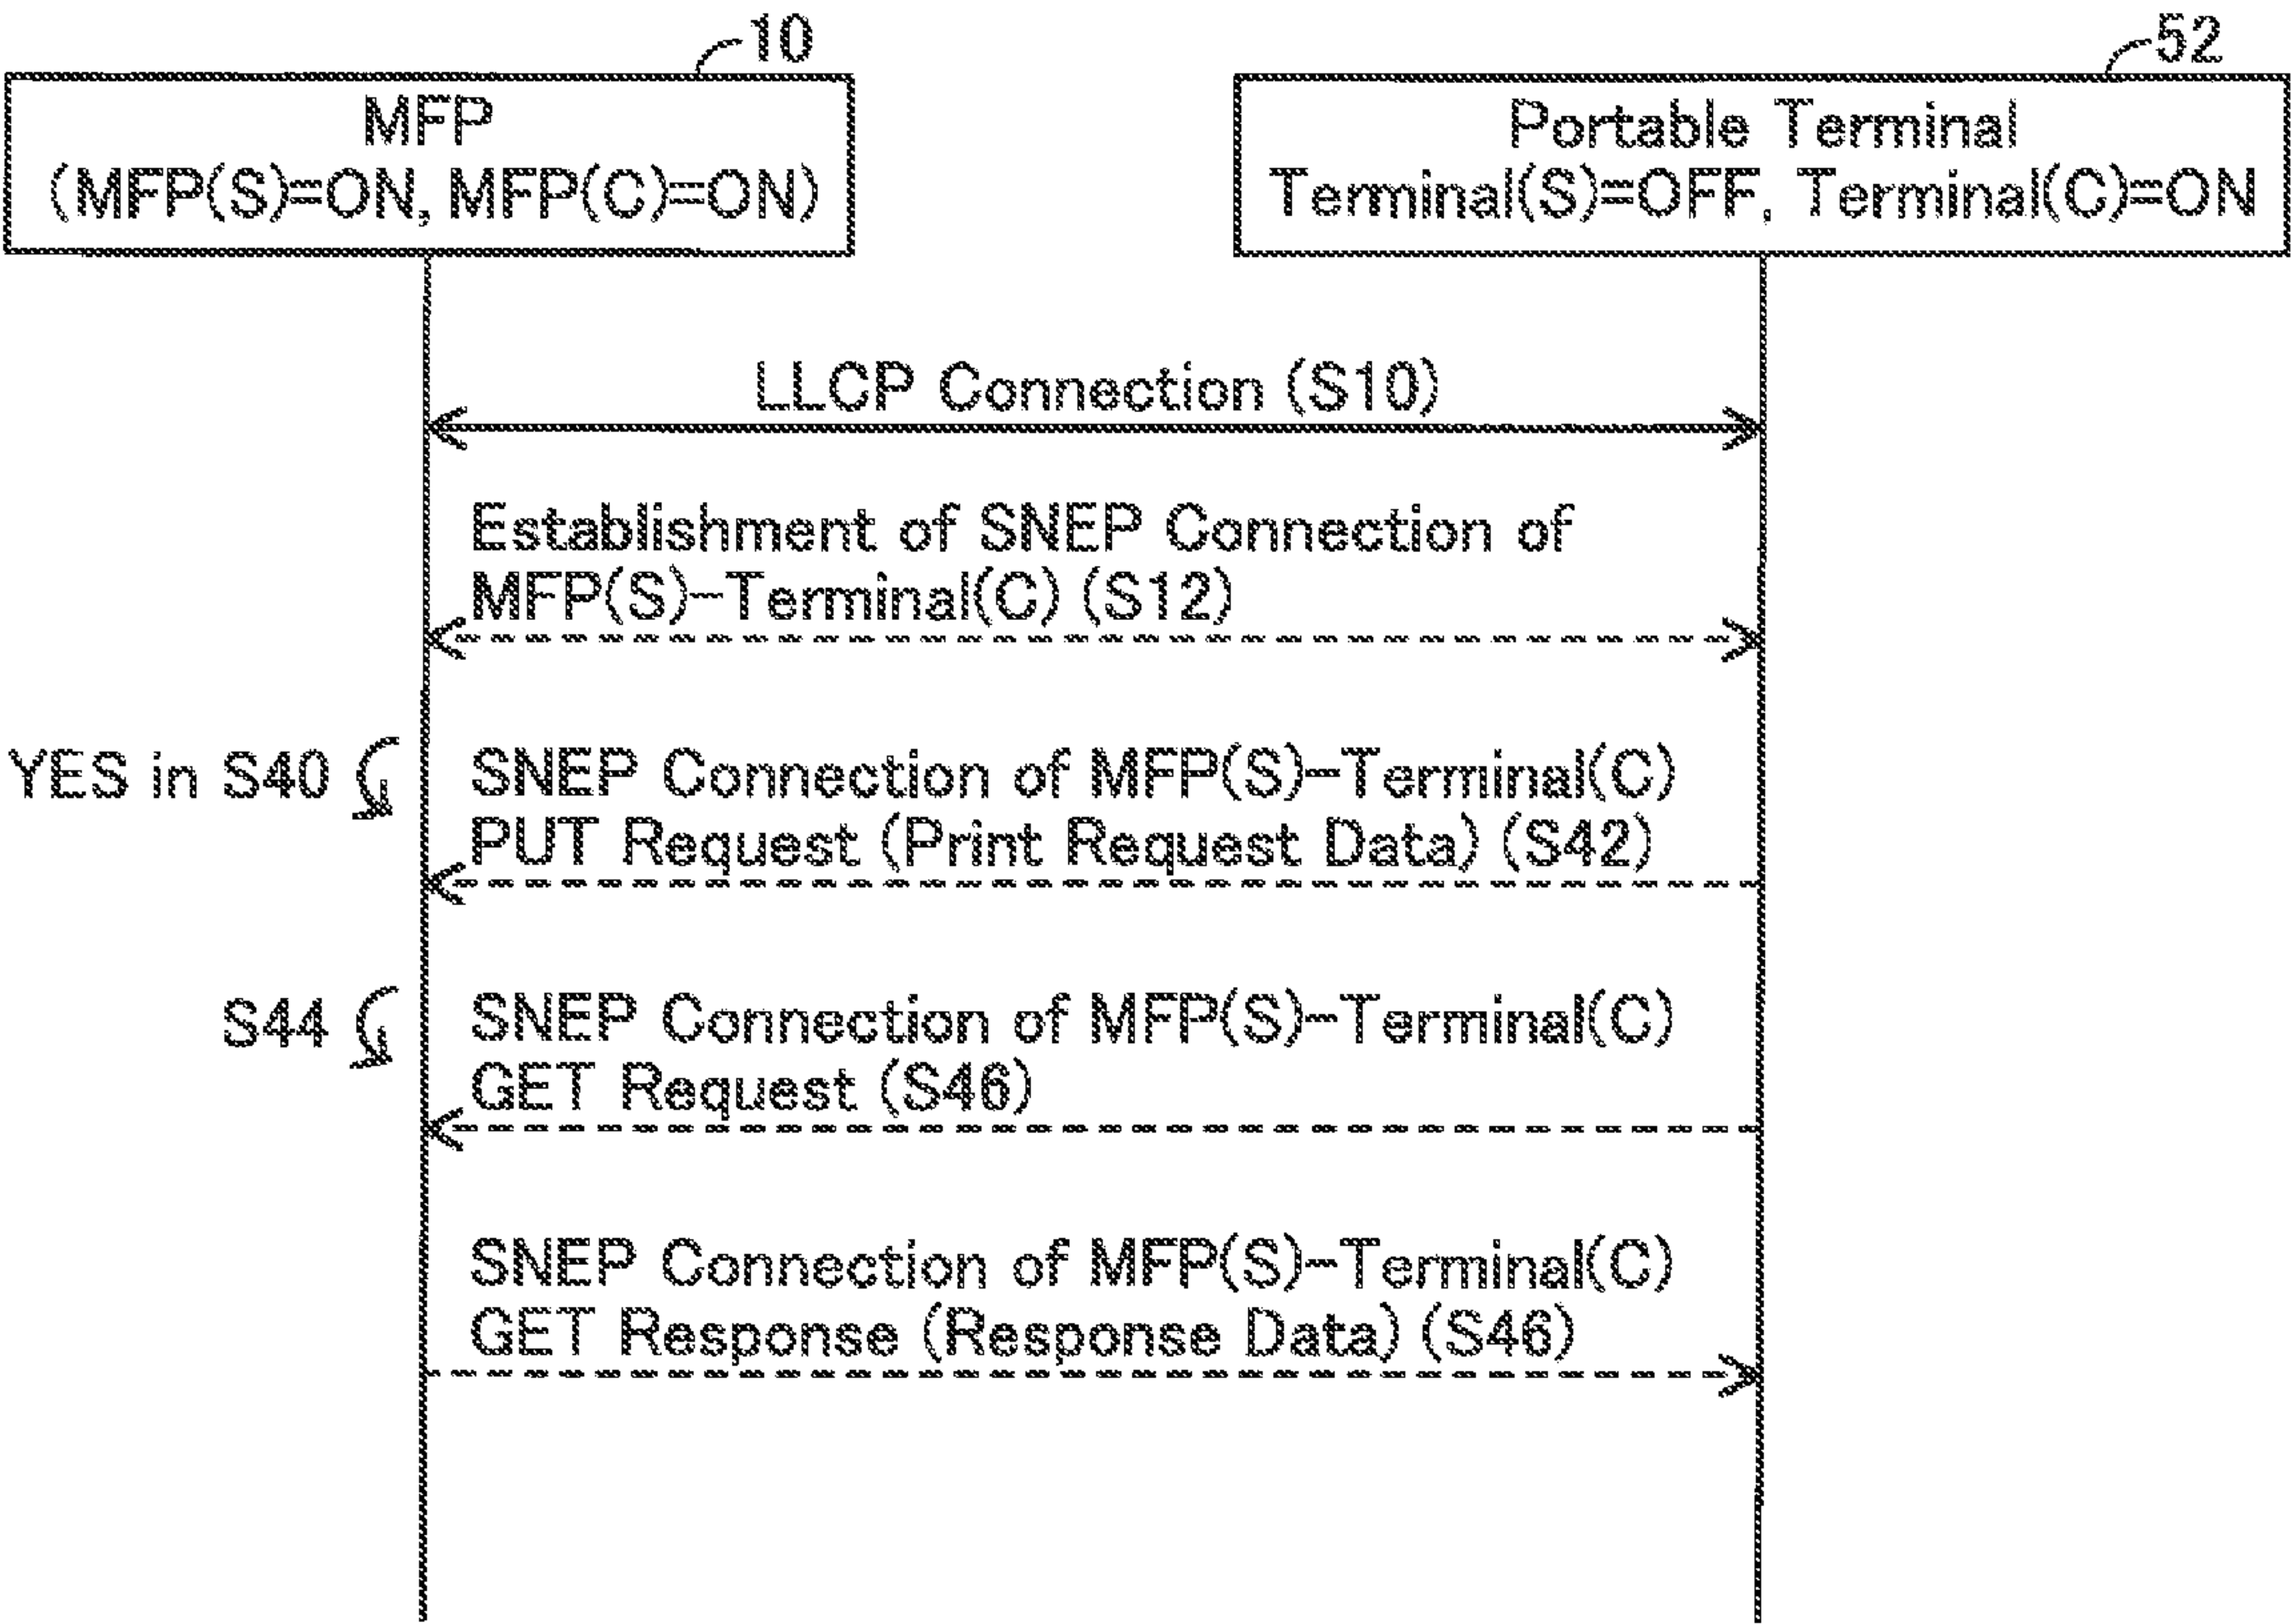 10
MFP
(MFP(S)=ON, MFP(C)=ON)
52
Portable Terminal
Terminal(S)=OFF, Terminal(C)=ON
LLCP Connection (S10)
Establishment of SNEP Connection of
MFP(S)-Terminal(C) (S12)
YES in S40
SNEP Connection of MFP(S)-Terminal(C)
PUT Request (Print Request Data) (S42)
S44
SNEP Connection of MFP(S)-Terminal(C)
GET Request (S46)
SNEP Connection of MFP(S)-Terminal(C)
GET Response (Response Data) (S46)